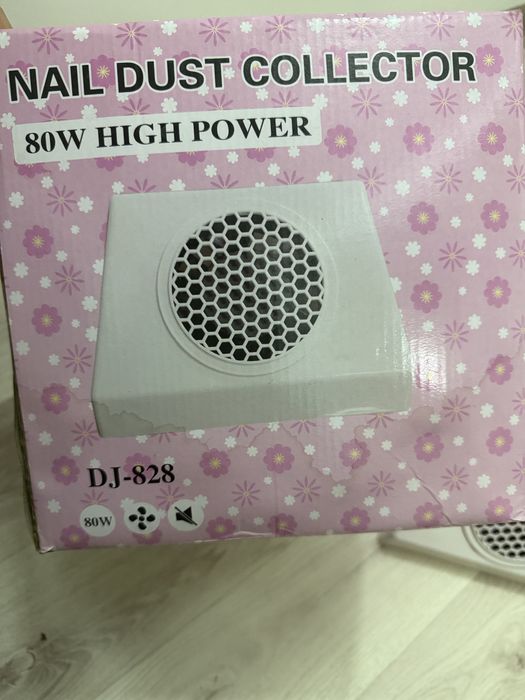 NAIL DUST COLLECTOR
80W HIGH POWER
DJ-828
80W